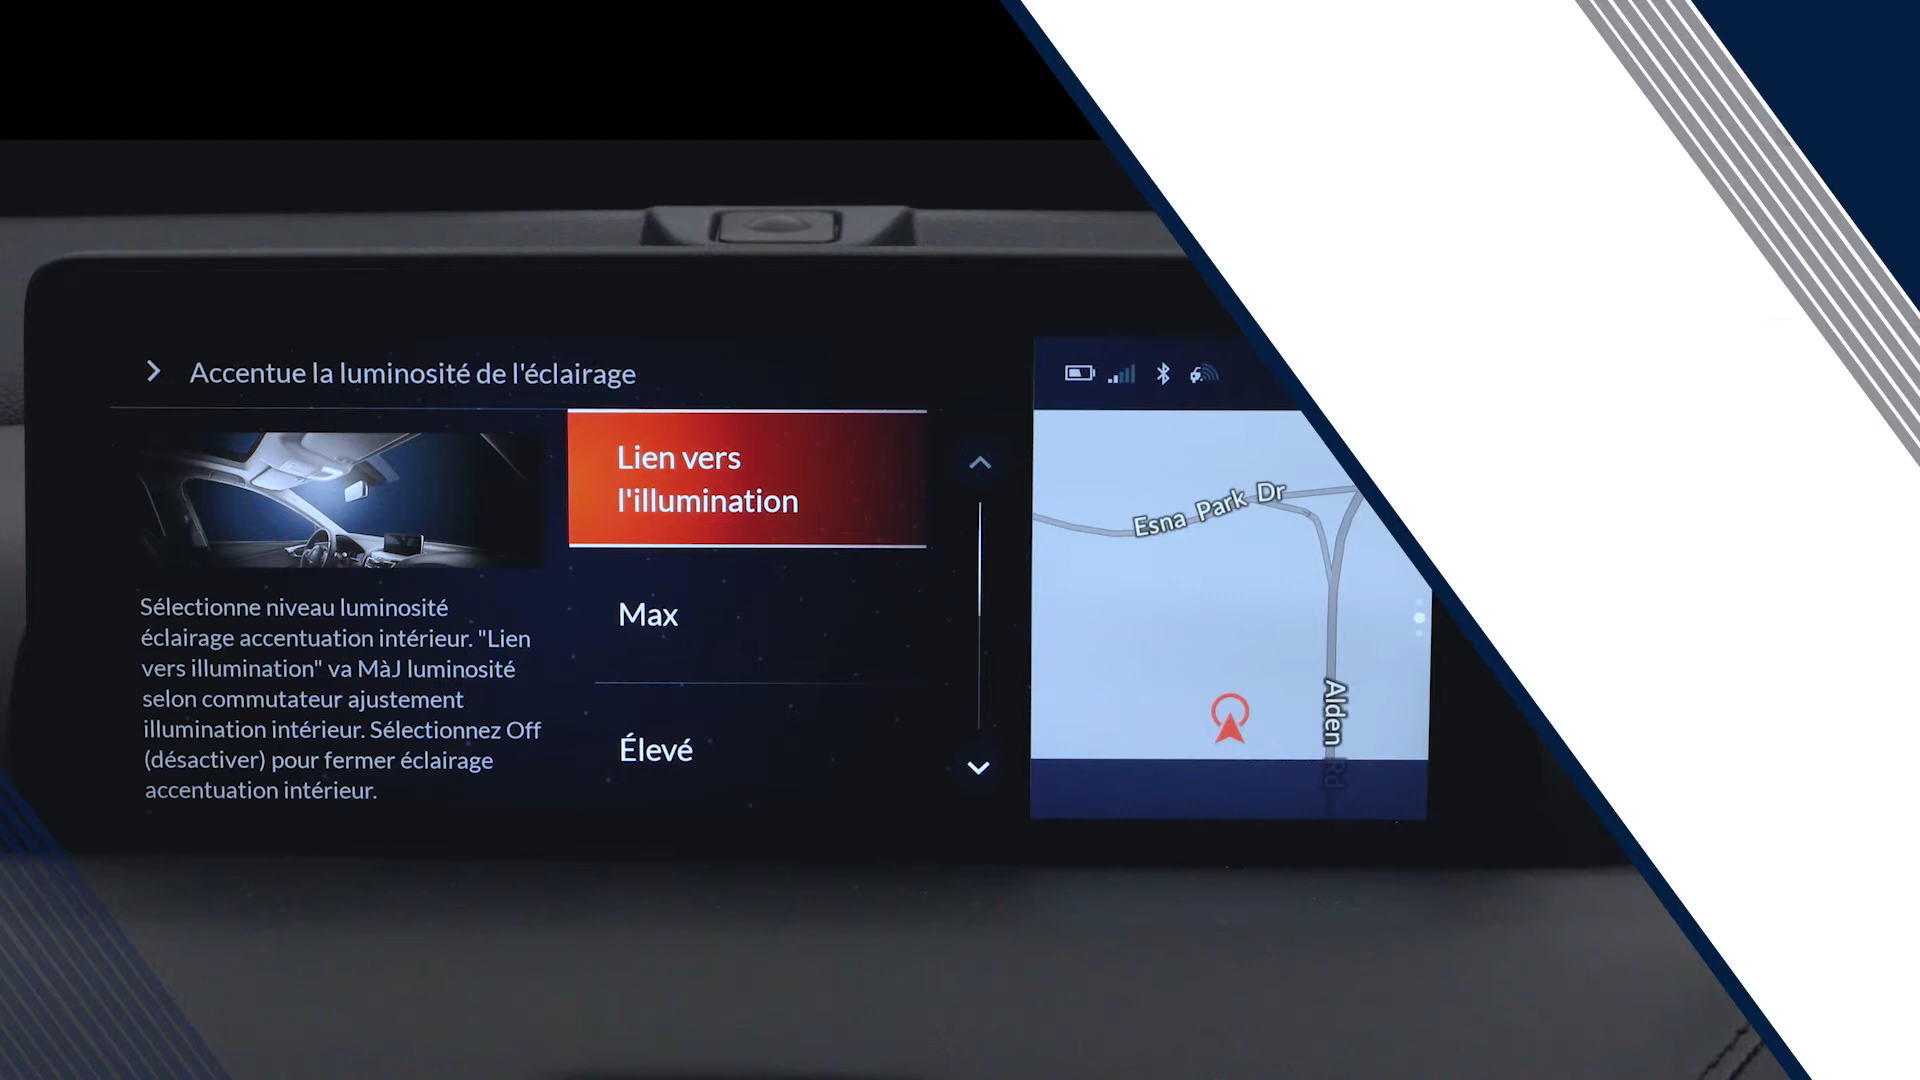 Accentue la luminosité de l'éclairage
Lien vers
l'illumination
Max
Élevé
Sélectionne niveau luminosité
éclairage accentuation intérieur. "Lien
vers illumination" va MàJ luminosité
selon commutateur ajustement
illumination intérieur. Sélectionnez Off
(désactiver) pour fermer éclairage
accentuation intérieur.
Esna Park Dr
Alden Rd